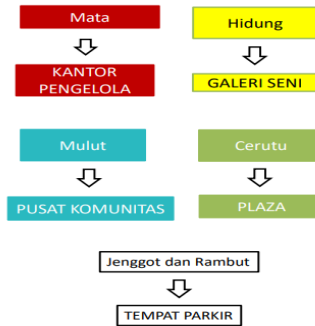 Mata
KANTOR
PENGELOLA
Hidung
GALERI SENI
Mulut
PUSAT KOMUNITAS
Cerutu
PLAZA
Jenggot dan Rambut
TEMPAT PARKIR